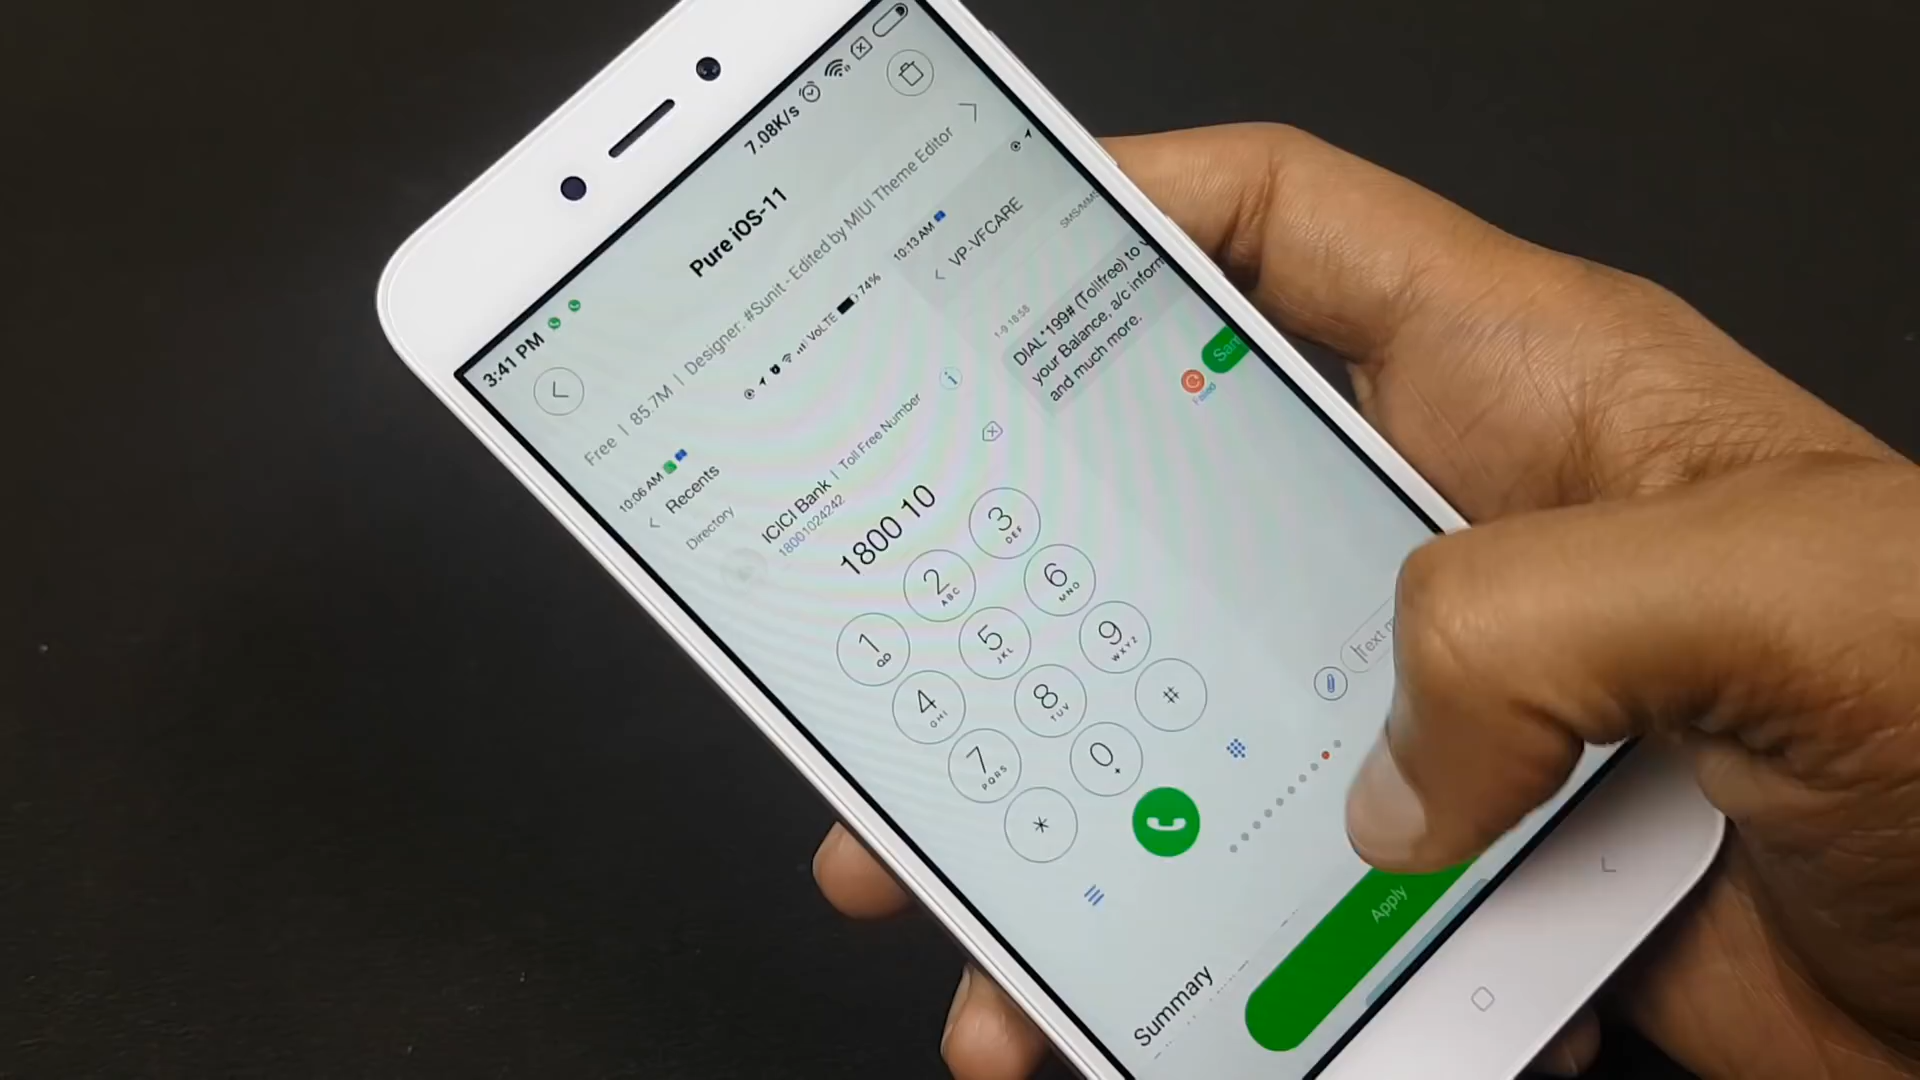 3:41 PM
7.08K/s
Pure iOS-11
Free | 85.7M | Designer: #Sunit - Edited by MIUI Theme Editor
10:06 AM
VoLTE 74%
Recents
Directory
ICICI Bank | Toll Free Number
18001024242
1800 10
1
2 ABC
3 DEF
4 GHI
5 JKL
6 MNO
7 PQRS
8 TUV
9 WXYZ
*
0 +
#
10:13 AM
VP-VFCARE
SMS/MMS
1-9 18:58
DIAL*199# (Tollfree) to
your Balance, a/c inform
and much more.
Failed
Text m
Summary
Apply